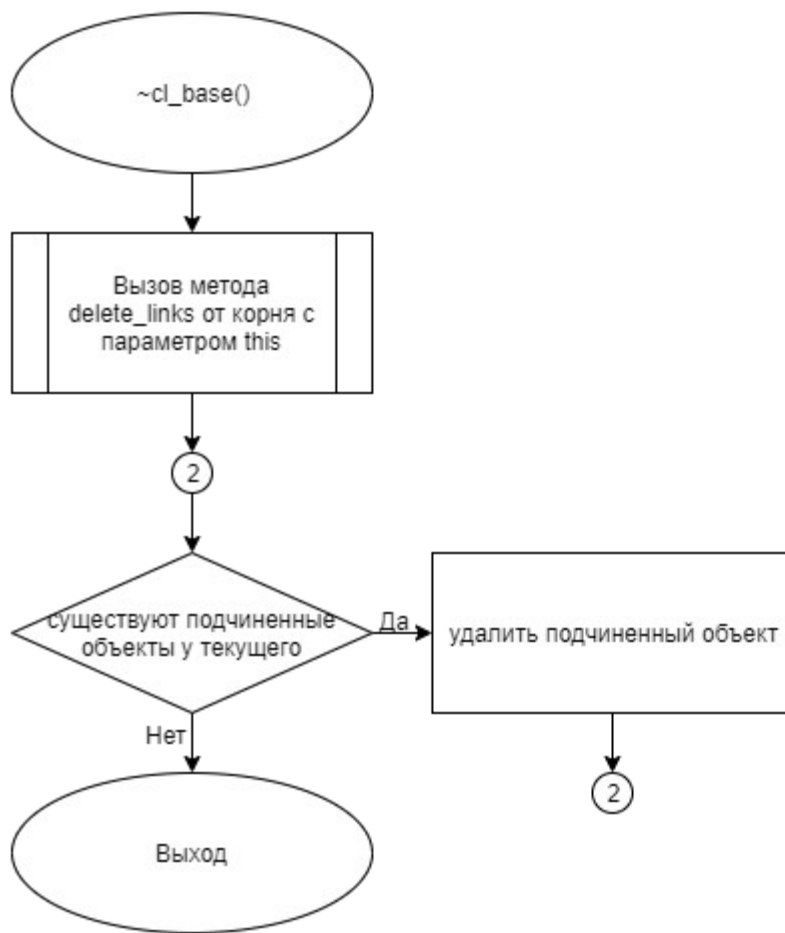 ~cl_base()
Вызов метода
delete_links от корня с
параметром this
2
существуют подчиненные
объекты у текущего
Да
удалить подчиненный объект
Нет
2
Выход